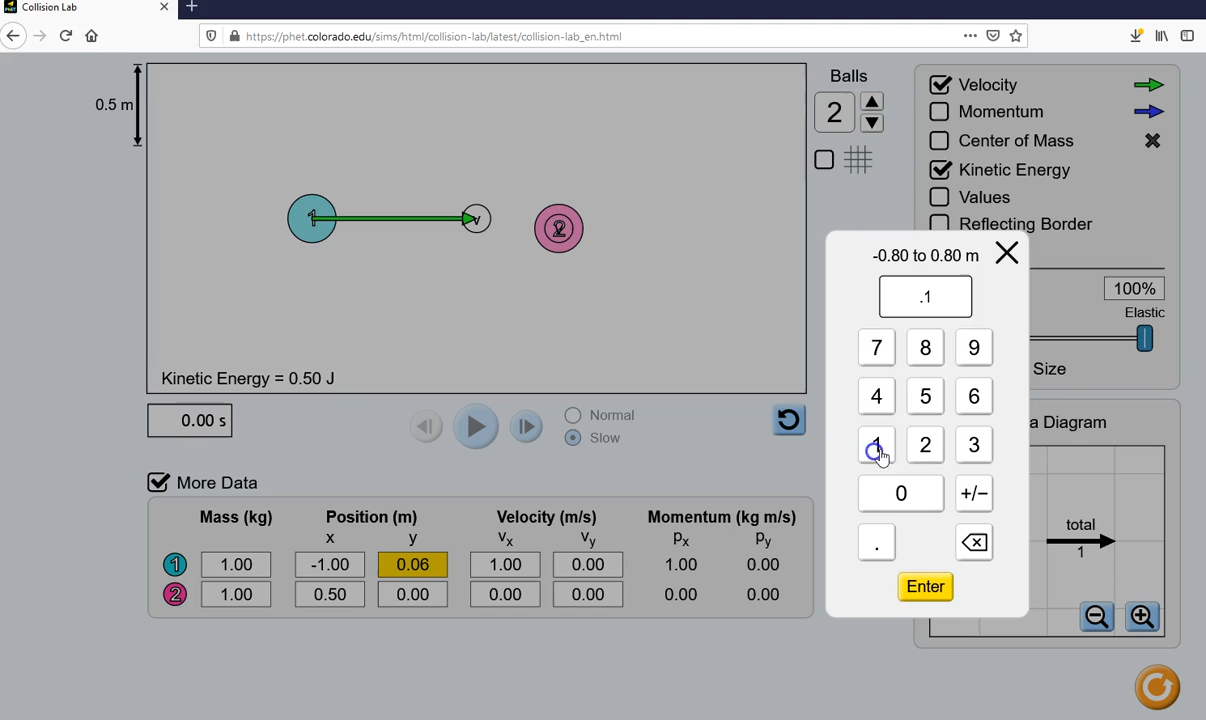 Collision Lab
https://phet.colorado.edu/sims/html/collision-lab/latest/collision-lab_en.html
0.5 m
1
v
2
Kinetic Energy = 0.50 J
Balls
2
Velocity
Momentum
Center of Mass
Kinetic Energy
Values
Reflecting Border
100%
Elastic
Size
-0.80 to 0.80 m
.1
7 8 9
4 5 6
1 2 3
0 +/−
.
Enter
0.00 s
Normal
Slow
More Data
Mass (kg) Position (m) Velocity (m/s) Momentum (kg m/s)
x y Vx Vy px py
1 1.00 -1.00 0.06 1.00 0.00 1.00 0.00
2 1.00 0.50 0.00 0.00 0.00 0.00 0.00
a Diagram
total
1